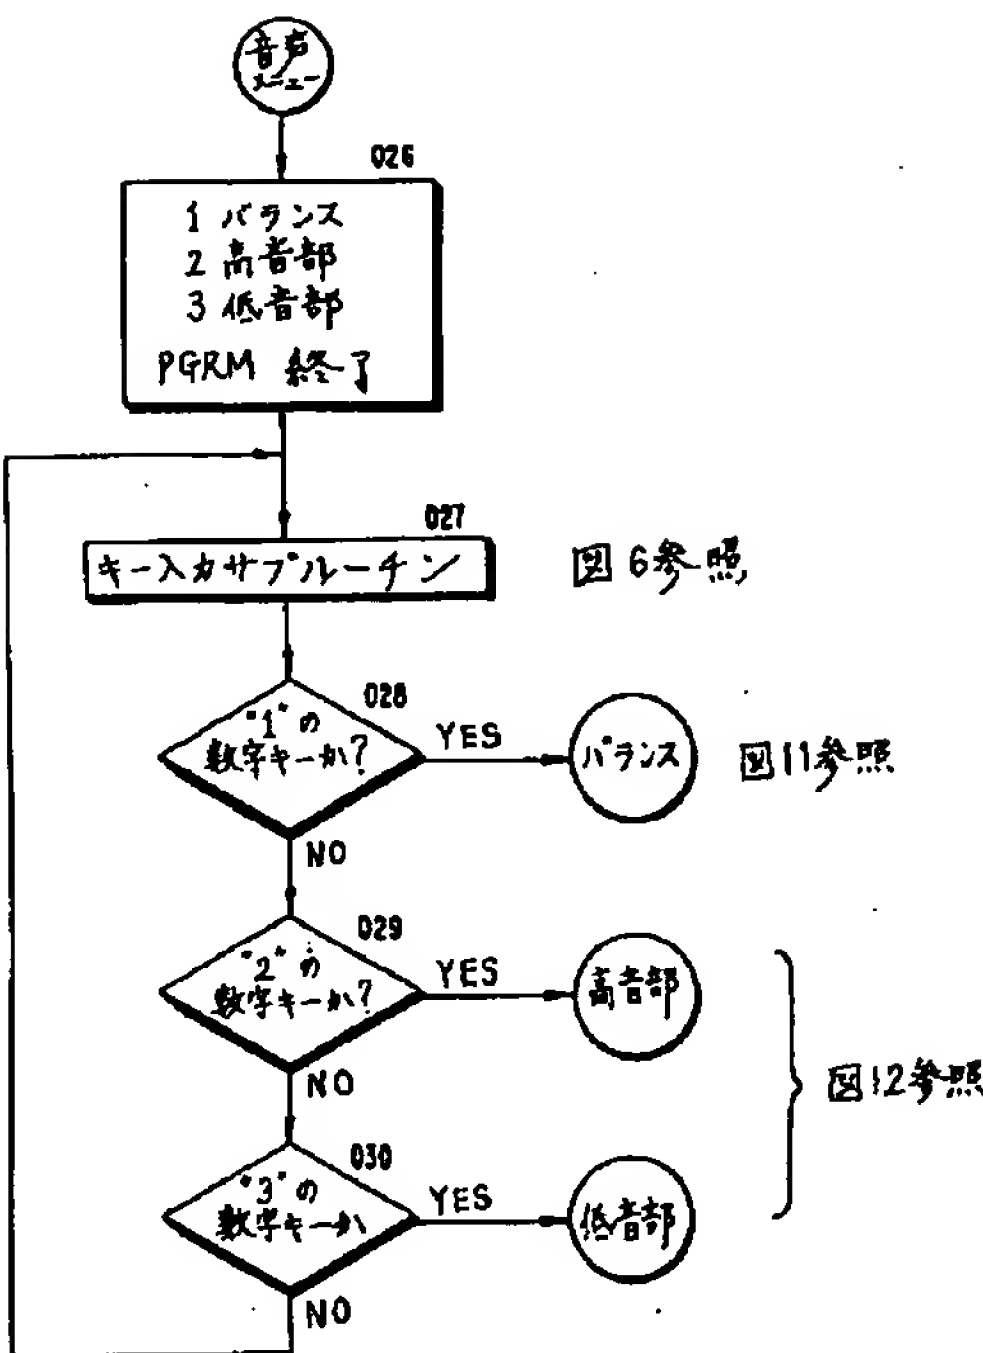 音声
メニュー
026
1 バランス
2 高音部
3 低音部
PGRM 終了
027
キー入力サブルーチン
図6参照
028
"1"の
数字キーか?
YES
バランス
図11参照
NO
029
"2"の
数字キーか?
YES
高音部
NO
図12参照
030
"3"の
数字キーか
YES
低音部
NO